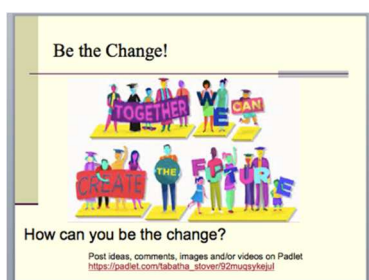 Be the Change!
TOGETHER WE CAN
CREATE THE FUTURE
How can you be the change?
Post ideas, comments, images and/or videos on Padlet
https://padlet.com/tabatha_stover/92muqsykejul